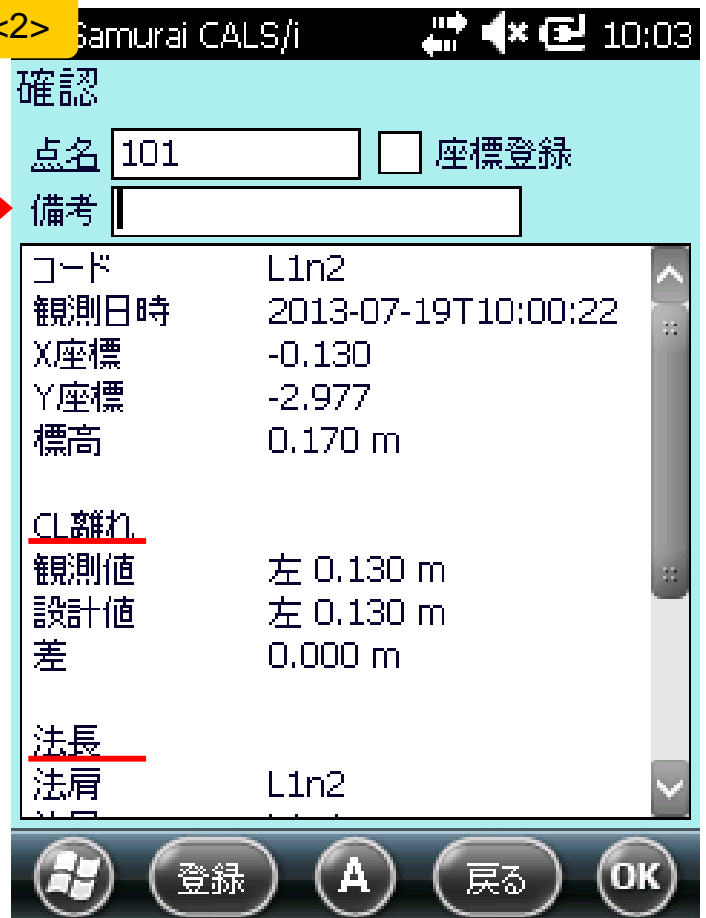 <2>
Samurai CALS/i 10:03
確認
点名 101 座標登録
備考
コード L1n2
観測日時 2013-07-19T10:00:22
X座標 -0.130
Y座標 -2.977
標高 0.170 m
CL離れ
観測値 左 0.130 m
設計値 左 0.130 m
差 0.000 m
法長
法肩 L1n2
登録 A 戻る OK